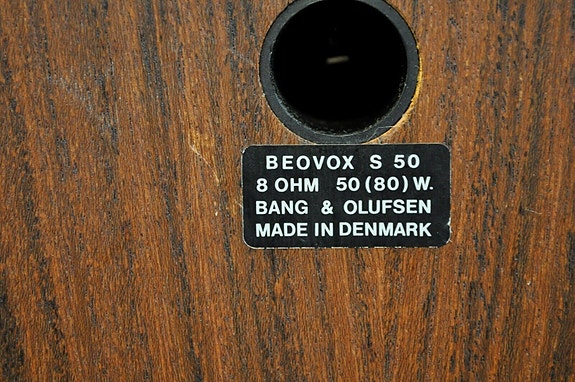 BEOVOX S 50
8 OHM 50 (80) W.
BANG & OLUFSEN
MADE IN DENMARK